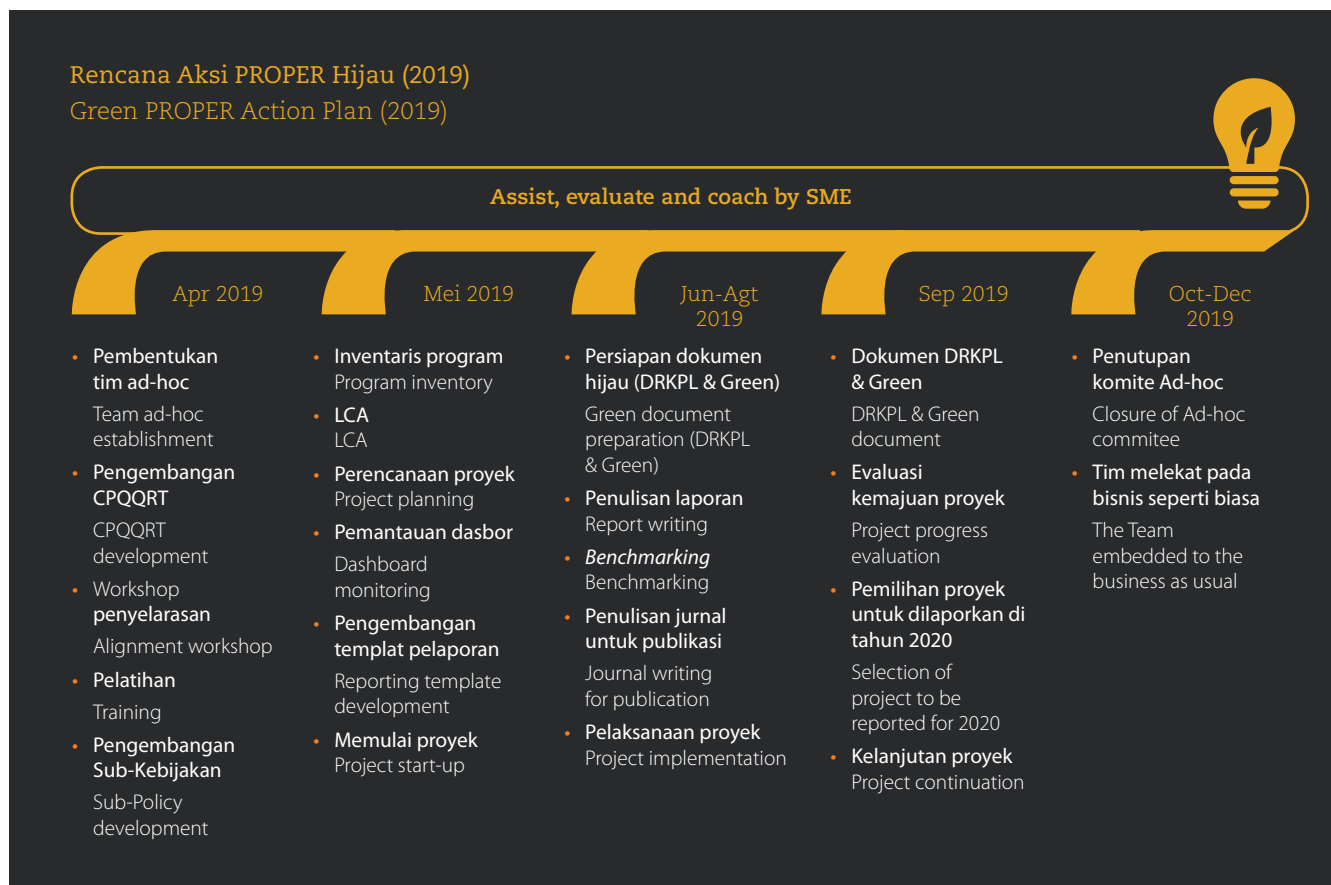 Rencana Aksi PROPER Hijau (2019)
Green PROPER Action Plan (2019)
Assist, evaluate and coach by SME
Apr 2019
• Pembentukan
tim ad-hoc
Team ad-hoc
establishment
• Pengembangan
CPQQRT
CPQQRT
development
• Workshop
penyelarasan
Alignment workshop
• Pelatihan
Training
• Pengembangan
Sub-Kebijakan
Sub-Policy
development
Mei 2019
• Inventaris program
Program inventory
• LCA
LCA
• Perencanaan proyek
Project planning
• Pemantauan dasbor
Dashboard
monitoring
• Pengembangan
templat pelaporan
Reporting template
development
• Memulai proyek
Project start-up
Jun-Agt
2019
• Persiapan dokumen
hijau (DRKPL & Green)
Green document
preparation (DRKPL
& Green)
• Penulisan laporan
Report writing
• Benchmarking
Benchmarking
• Penulisan jurnal
untuk publikasi
Journal writing
for publication
• Pelaksanaan proyek
Project implementation
Sep 2019
• Dokumen DRKPL
& Green
DRKPL & Green
document
• Evaluasi
kemajuan proyek
Project progress
evaluation
• Pemilihan proyek
untuk dilaporkan di
tahun 2020
Selection of
project to be
reported for 2020
• Kelanjutan proyek
Project continuation
Oct-Dec
2019
• Penutupan
komite Ad-hoc
Closure of Ad-hoc
commitee
• Tim melekat pada
bisnis seperti biasa
The Team
embedded to the
business as usual